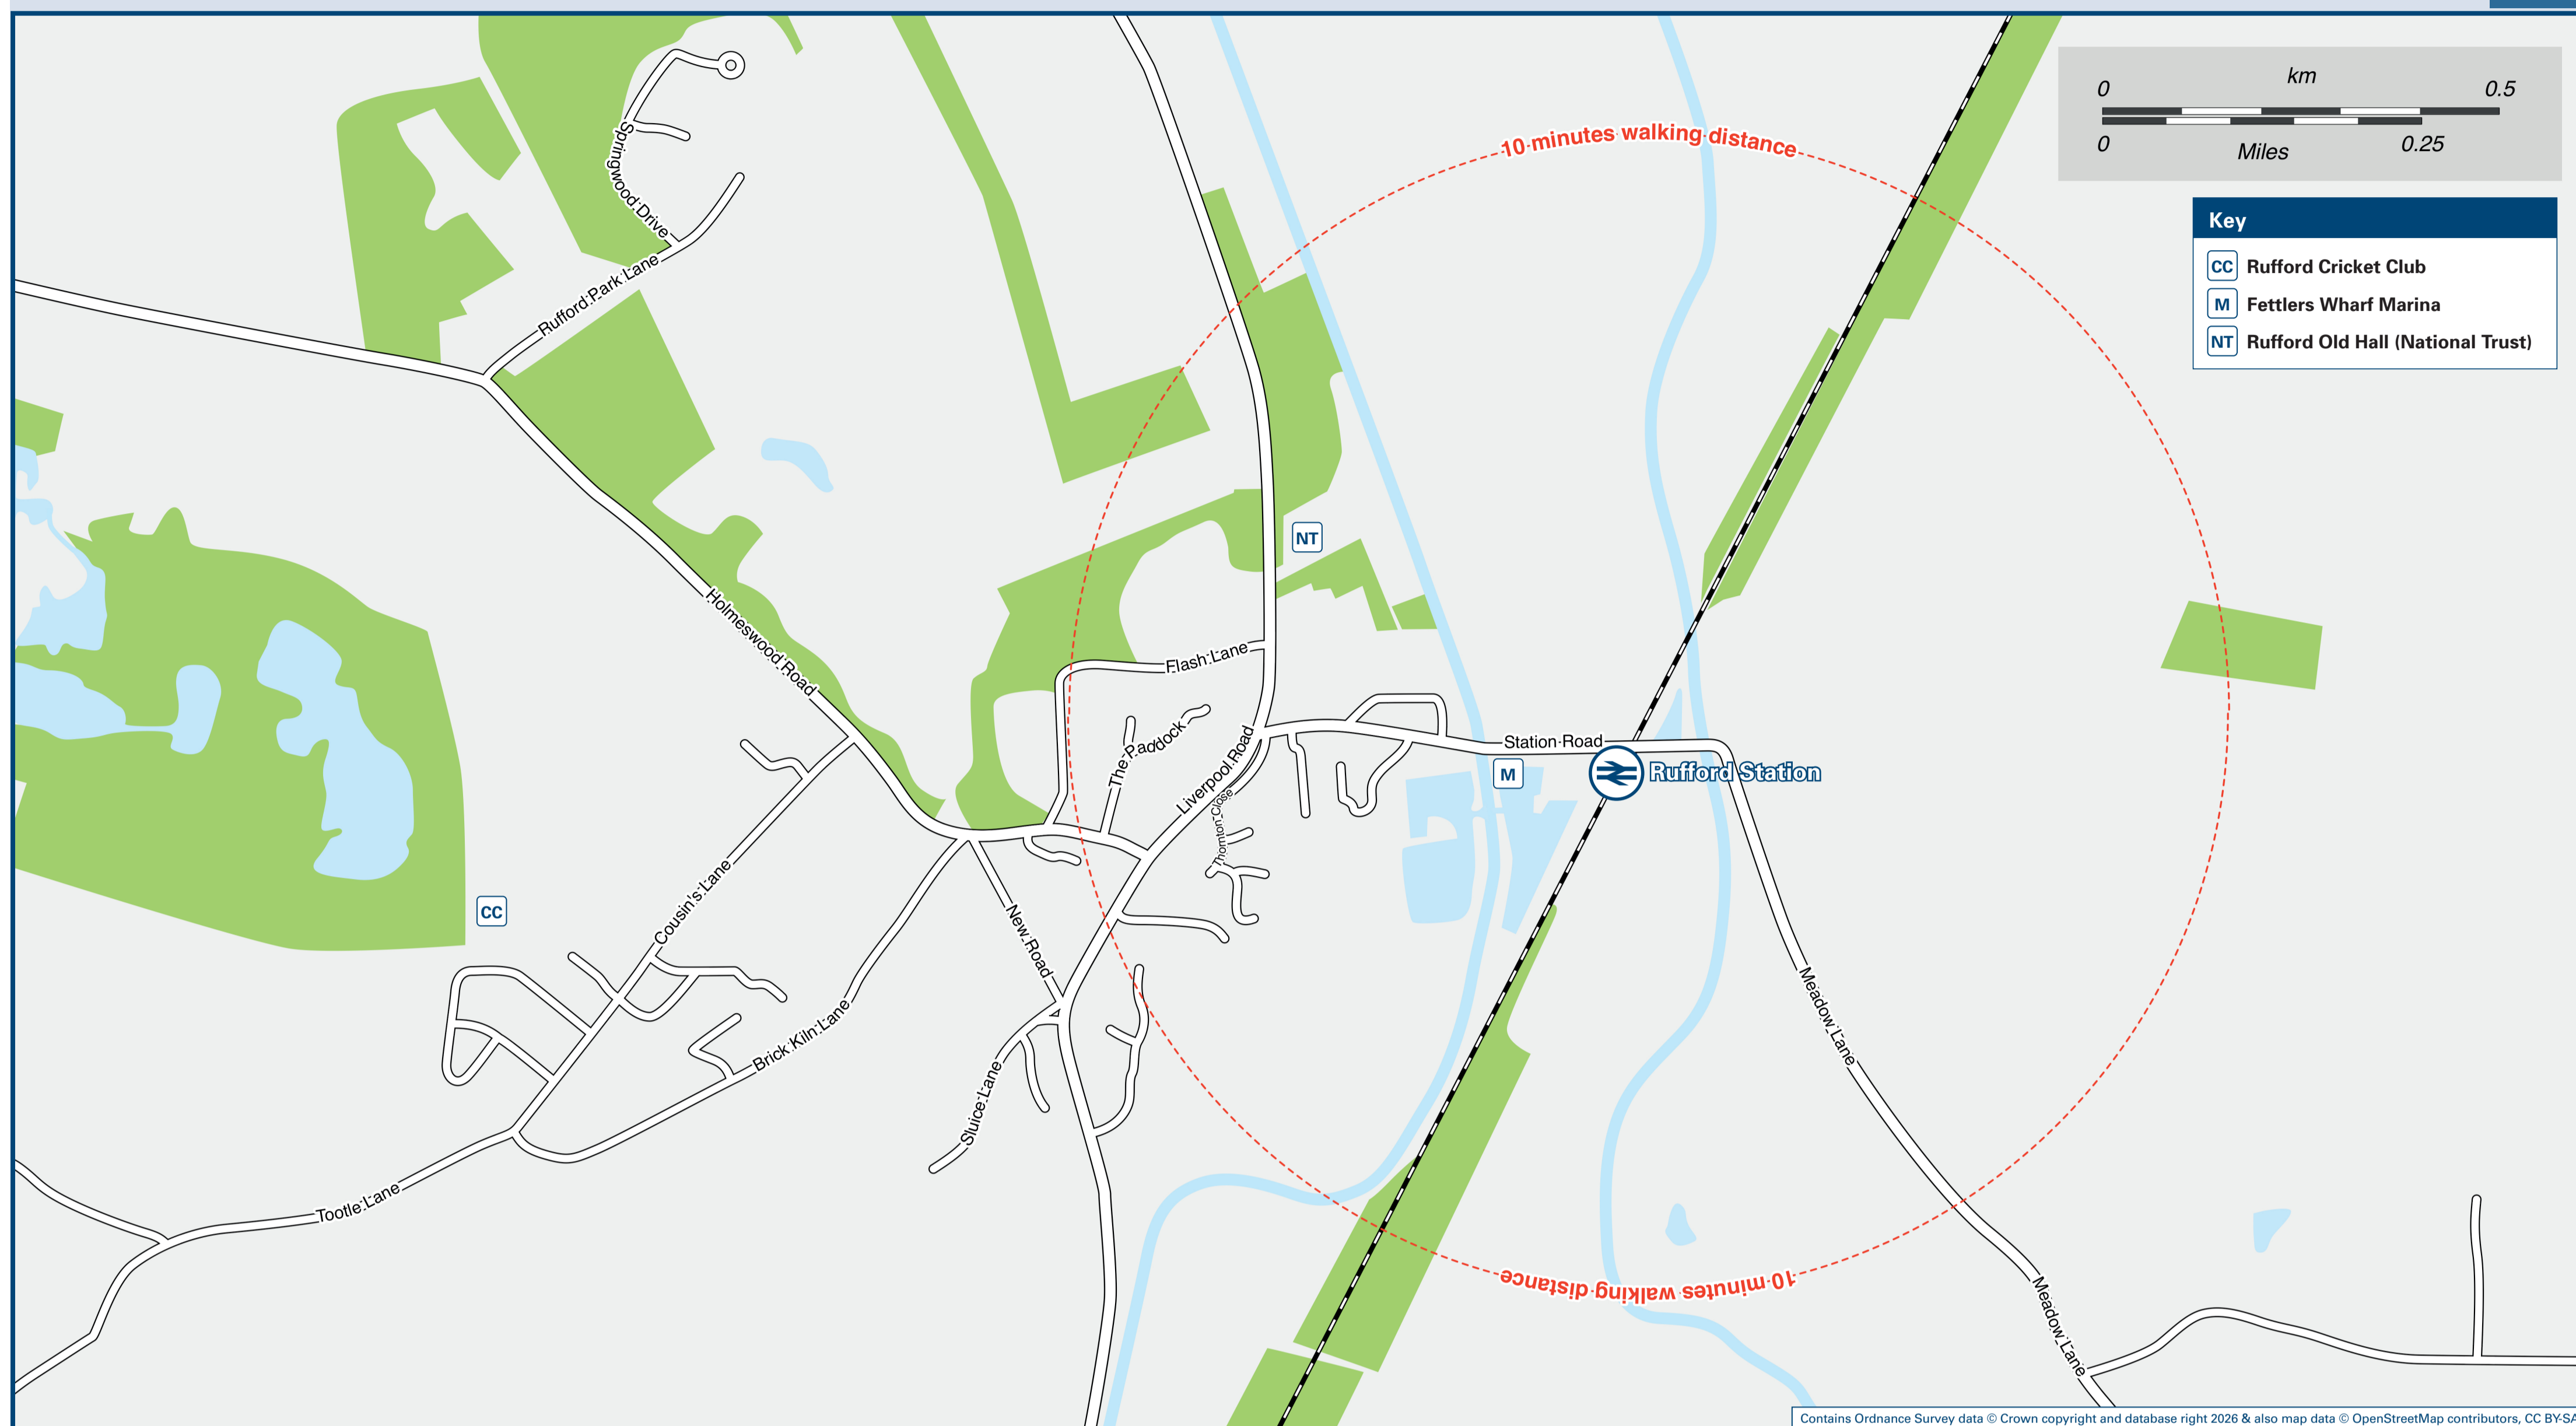 km
0 0.5
0 0.25
Miles
10 minutes walking distance
Key
CC Rufford Cricket Club
M Fettlers Wharf Marina
NT Rufford Old Hall (National Trust)
Springwood Drive
Rufford Park Lane
Holmeswood Road
NT
Flash Lane
The Paddock
Liverpool Road
Thornton Close
Station Road
M
Rufford Station
CC
Cousin's Lane
New Road
Brick Kiln Lane
Sluice Lane
Tootle Lane
Meadow Lane
10 minutes walking distance
Meadow Lane
Contains Ordnance Survey data © Crown copyright and database right 2026 & also map data © OpenStreetMap contributors, CC BY-SA